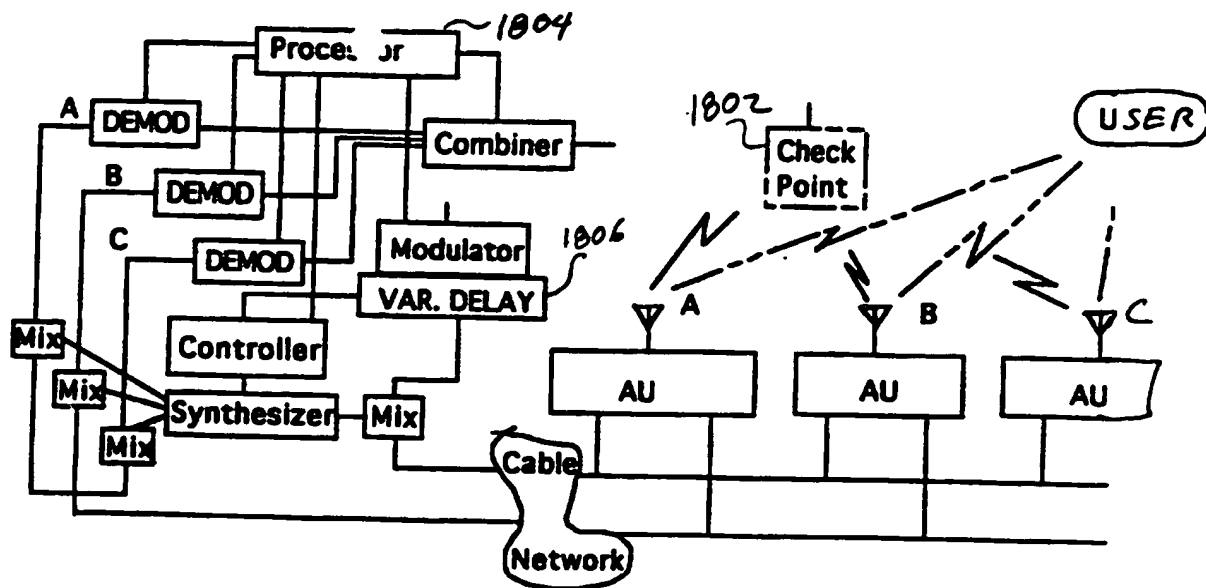 1804
Processor
A
DEMOD
Combiner
1802
Check
Point
USER
B
DEMOD
C
DEMOD
Modulator
1806
VAR. DELAY
A
B
C
Mix
Controller
Mix
Synthesizer
Mix
Mix
AU
AU
AU
Cable
Network